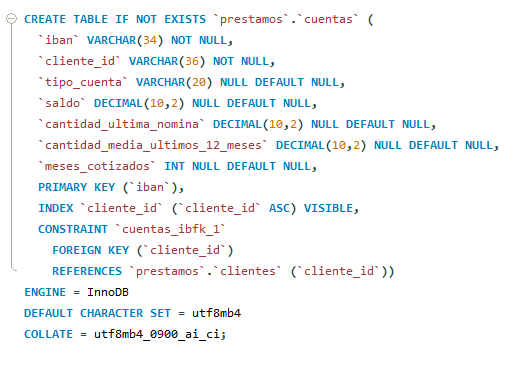 CREATE TABLE IF NOT EXISTS `prestamos`.`cuentas` (
`iban` VARCHAR(34) NOT NULL,
`cliente_id` VARCHAR(36) NOT NULL,
`tipo_cuenta` VARCHAR(20) NULL DEFAULT NULL,
`saldo` DECIMAL(10,2) NULL DEFAULT NULL,
`cantidad_ultima_nomina` DECIMAL(10,2) NULL DEFAULT NULL,
`cantidad_media_ultimos_12_meses` DECIMAL(10,2) NULL DEFAULT NULL,
`meses_cotizados` INT NULL DEFAULT NULL,
PRIMARY KEY (`iban`),
INDEX `cliente_id` (`cliente_id` ASC) VISIBLE,
CONSTRAINT `cuentas_ibfk_1`
FOREIGN KEY (`cliente_id`)
REFERENCES `prestamos`.`clientes` (`cliente_id`))
ENGINE = InnoDB
DEFAULT CHARACTER SET = utf8mb4
COLLATE = utf8mb4_0900_ai_ci;